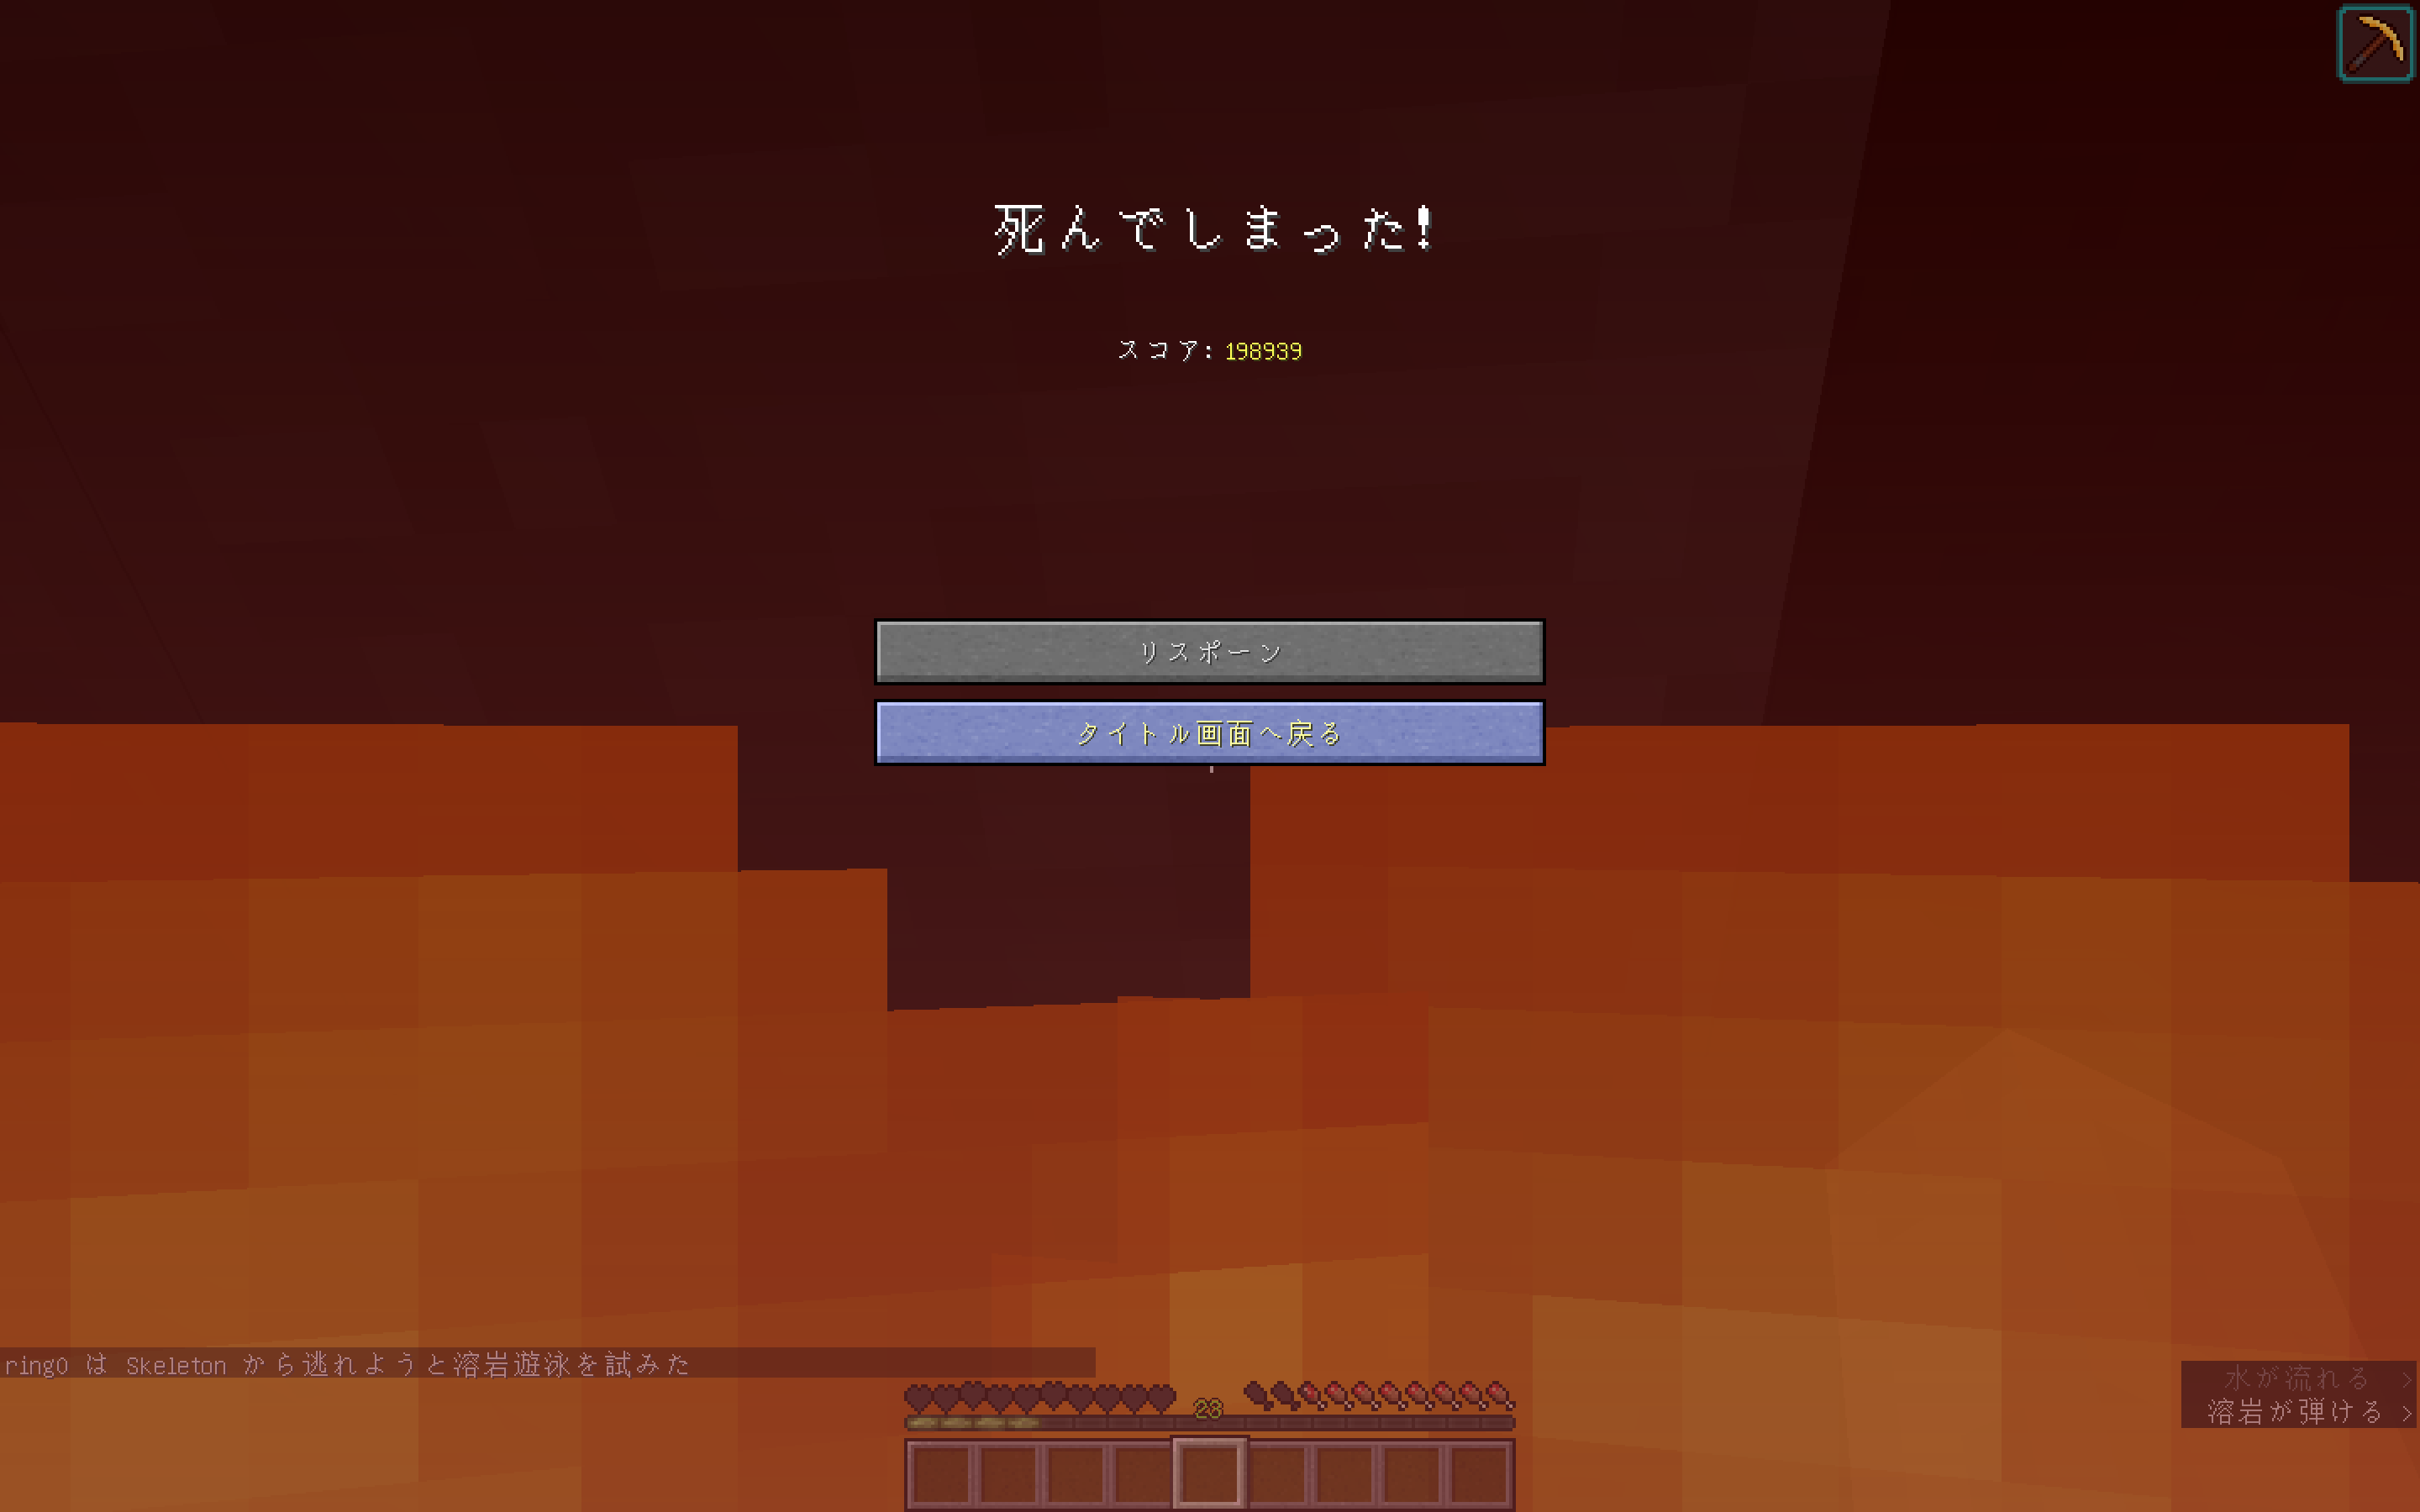 死んでしまった!
スコア: 198939
リスポーン
タイトル画面へ戻る
ring0 は Skeleton から逃れようと溶岩遊泳を試みた
水が流れる >
溶岩が弾ける >
28